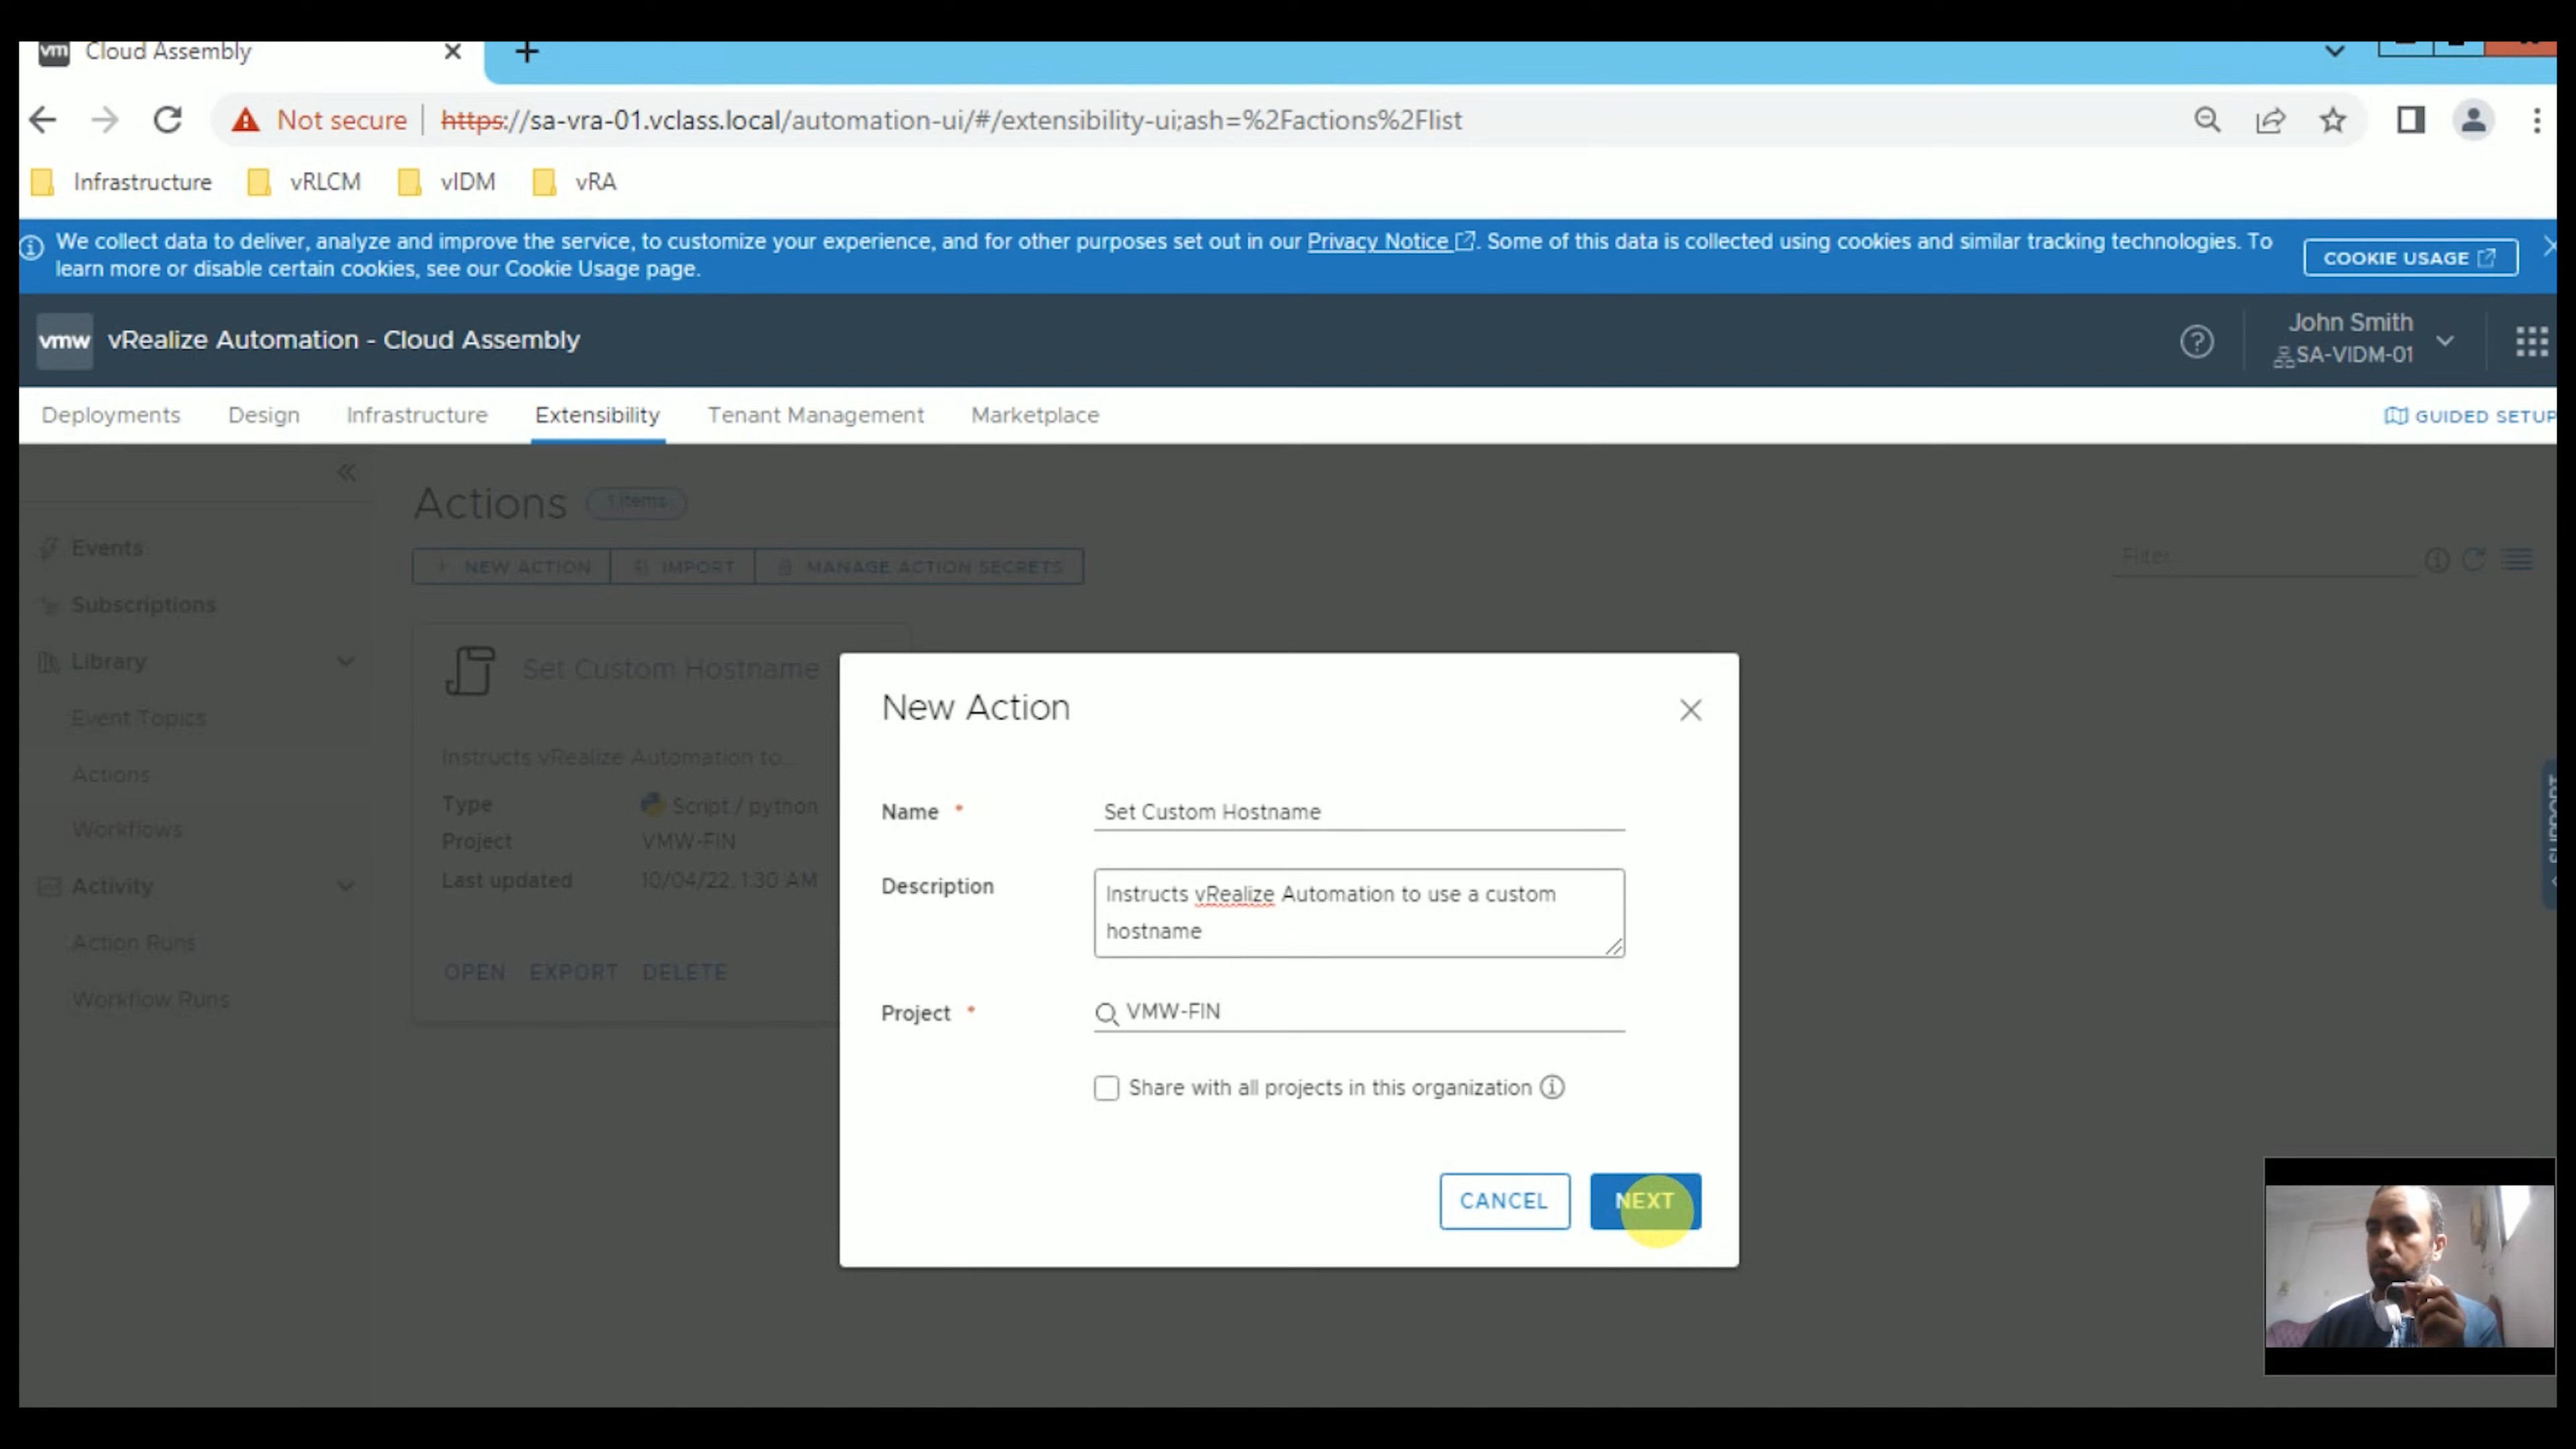 vm Cloud Assembly
Not secure https://sa-vra-01.vclass.local/automation-ui/#/extensibility-ui;ash=%2Factions%2Flist
Infrastructure vRLCM vIDM vRA
We collect data to deliver, analyze and improve the service, to customize your experience, and for other purposes set out in our Privacy Notice. Some of this data is collected using cookies and similar tracking technologies. To
learn more or disable certain cookies, see our Cookie Usage page.
COOKIE USAGE
vmw vRealize Automation - Cloud Assembly
John Smith
SA-VIDM-01
Deployments Design Infrastructure Extensibility Tenant Management Marketplace
GUIDED SETUP
Actions 1 items
+ NEW ACTION IMPORT MANAGE ACTION SECRETS
Filter...
Events
Subscriptions
Library
Event Topics
Actions
Workflows
Activity
Action Runs
Workflow Runs
Set Custom Hostname
Instructs vRealize Automation to...
Type Script / python
Project VMW-FIN
Last updated 10/04/22, 1:30 AM
OPEN EXPORT DELETE
New Action
Name * Set Custom Hostname
Description Instructs vRealize Automation to use a custom
hostname
Project * VMW-FIN
Share with all projects in this organization
CANCEL NEXT
SUPPORT